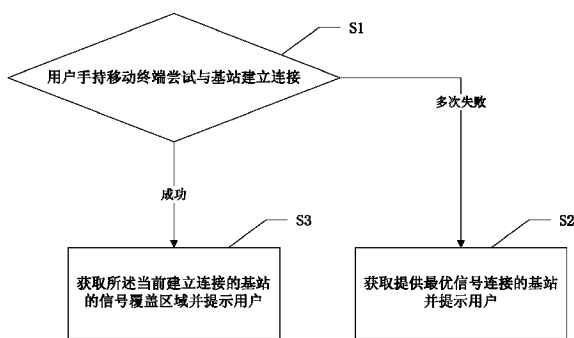 S1
用户手持移动终端尝试与基站建立连接
多次失败
成功
S3
S2
获取所述当前建立连接的基站
的信号覆盖区域并提示用户
获取提供最优信号连接的基站
并提示用户